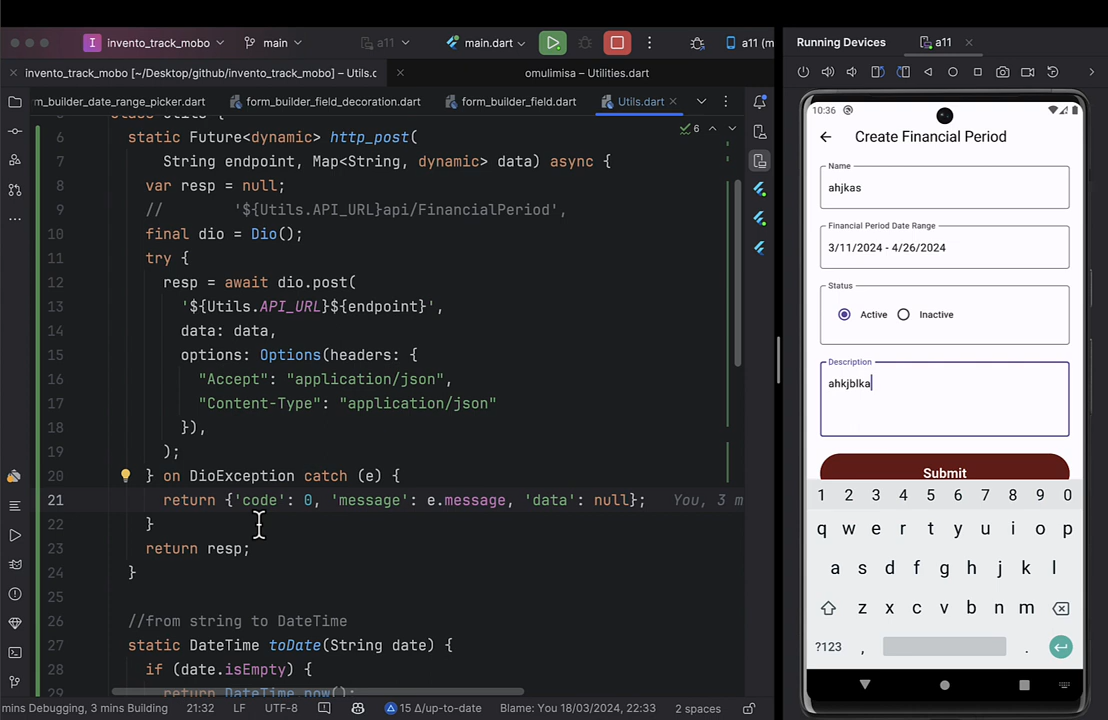 invento_track_mobo
main
a11
main.dart
a11 (m
Running Devices
a11
invento_track_mobo [~/Desktop/github/invento_track_mobo] – Utils.c
omulimisa – Utilities.dart
m_builder_date_range_picker.dart
form_builder_field_decoration.dart
form_builder_field.dart
Utils.dart
6
6 static Future<dynamic> http_post(
7 String endpoint, Map<String, dynamic> data) async {
8 var resp = null;
9 // '${Utils.API_URL}api/FinancialPeriod',
10 final dio = Dio();
11 try {
12 resp = await dio.post(
13 '${Utils.API_URL}${endpoint}',
14 data: data,
15 options: Options(headers: {
16 "Accept": "application/json",
17 "Content-Type": "application/json"
18 }),
19 );
20 } on DioException catch (e) {
21 return {'code': 0, 'message': e.message, 'data': null}; You, 3 m
22 }
23 return resp;
24 }
25
26 //from string to DateTime
27 static DateTime toDate(String date) {
28 if (date.isEmpty) {
29 return DateTime.now();
mins Debugging, 3 mins Building
21:32
LF
UTF-8
15 Δ/up-to-date
Blame: You 18/03/2024, 22:33
2 spaces
10:36
Create Financial Period
Name
ahjkas
Financial Period Date Range
3/11/2024 - 4/26/2024
Status
Active
Inactive
Description
ahkjblka
Submit
1 2 3 4 5 6 7 8 9 0
q w e r t y u i o p
a s d f g h j k l
z x c v b n m
?123 , .